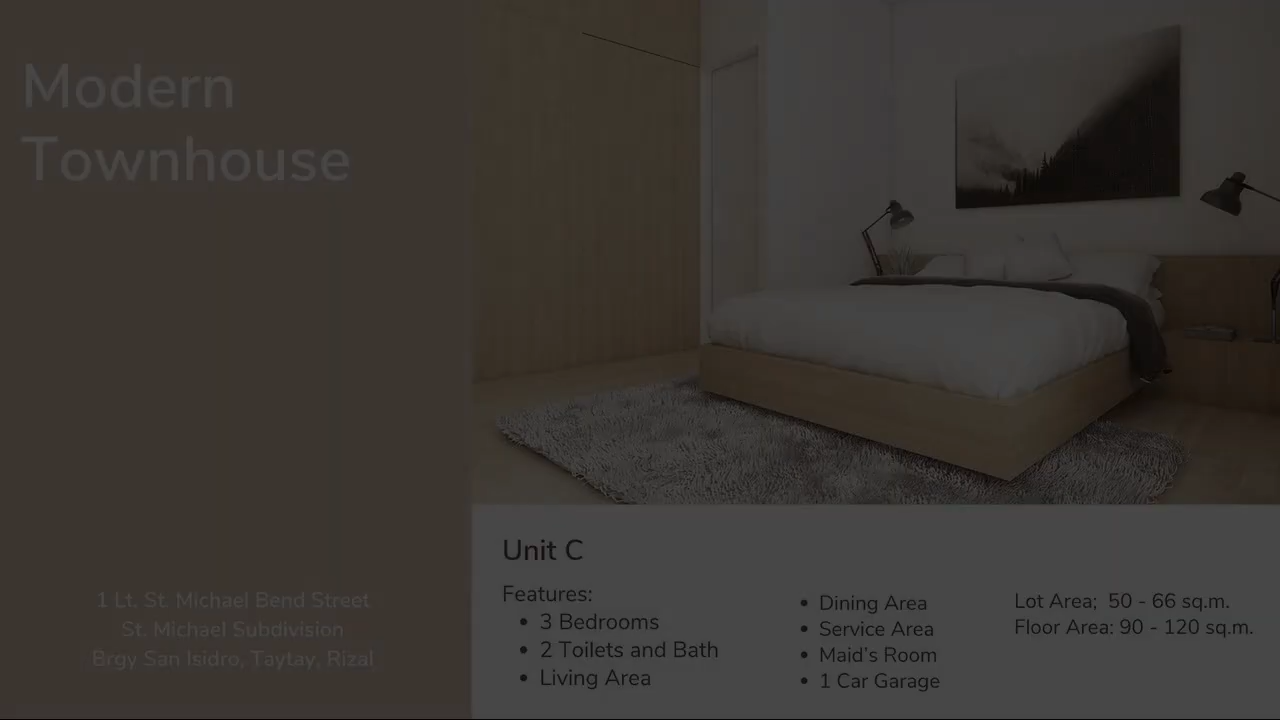 Modern
Townhouse
1 Lt. St. Michael Bend Street
St. Michael Subdivision
Brgy San Isidro, Taytay, Rizal
Unit C
Features:
• 3 Bedrooms
• 2 Toilets and Bath
• Living Area
• Dining Area
• Service Area
• Maid's Room
• 1 Car Garage
Lot Area; 50 - 66 sq.m.
Floor Area: 90 - 120 sq.m.